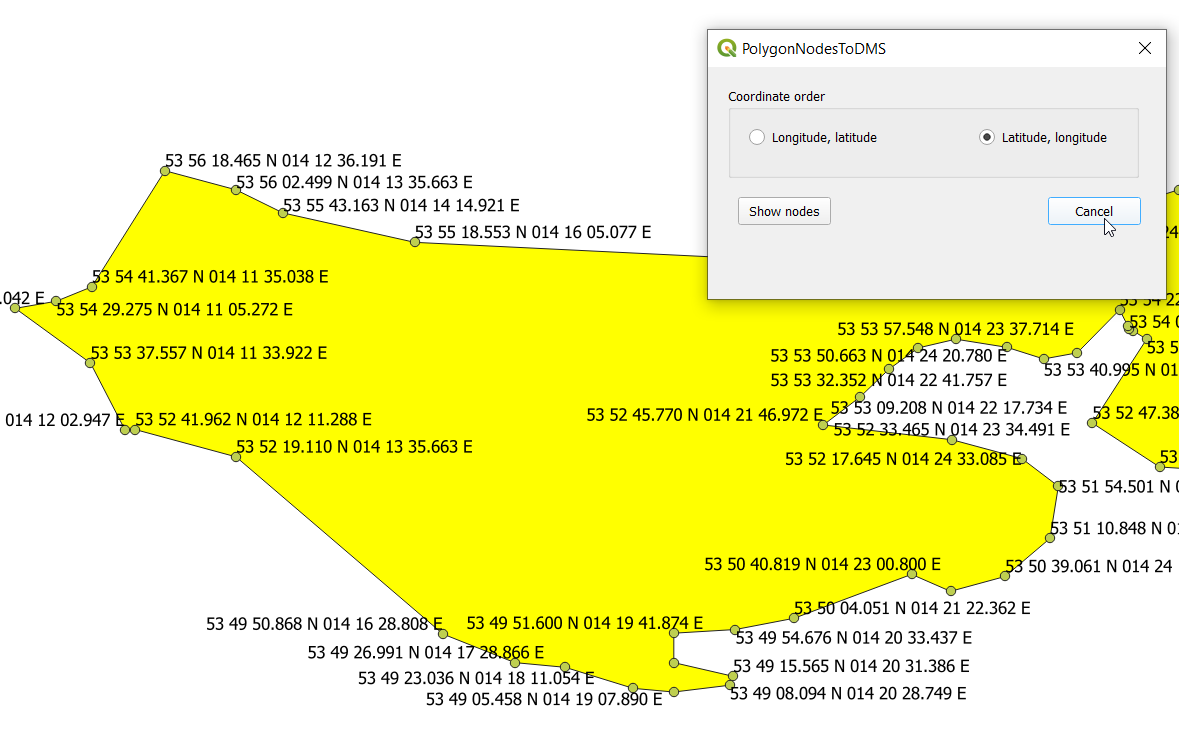 PolygonNodesToDMS
Coordinate order
Longitude, latitude
Latitude, longitude
Show nodes
Cancel
53 56 18.465 N 014 12 36.191 E
53 56 02.499 N 014 13 35.663 E
53 55 43.163 N 014 14 14.921 E
53 55 18.553 N 014 16 05.077 E
53 54 41.367 N 014 11 35.038 E
.042 E
53 54 29.275 N 014 11 05.272 E
53 54 22
53 54 0
53 53 57.548 N 014 23 37.714 E
53 53 37.557 N 014 11 33.922 E
53 53 50.663 N 014 24 20.780 E
53 53 40.995 N 01
53 53 32.352 N 014 22 41.757 E
53 53 09.208 N 014 22 17.734 E
53 52 45.770 N 014 21 46.972 E
53 52 47.38
014 12 02.947 E
53 52 41.962 N 014 12 11.288 E
53 52 33.465 N 014 23 34.491 E
53 52 19.110 N 014 13 35.663 E
53 52 17.645 N 014 24 33.085 E
53 51 54.501 N 0
53 51 10.848 N 01
53 50 40.819 N 014 23 00.800 E
53 50 39.061 N 014 24
53 50 04.051 N 014 21 22.362 E
53 49 50.868 N 014 16 28.808 E
53 49 51.600 N 014 19 41.874 E
53 49 54.676 N 014 20 33.437 E
53 49 26.991 N 014 17 28.866 E
53 49 15.565 N 014 20 31.386 E
53 49 23.036 N 014 18 11.054 E
53 49 08.094 N 014 20 28.749 E
53 49 05.458 N 014 19 07.890 E